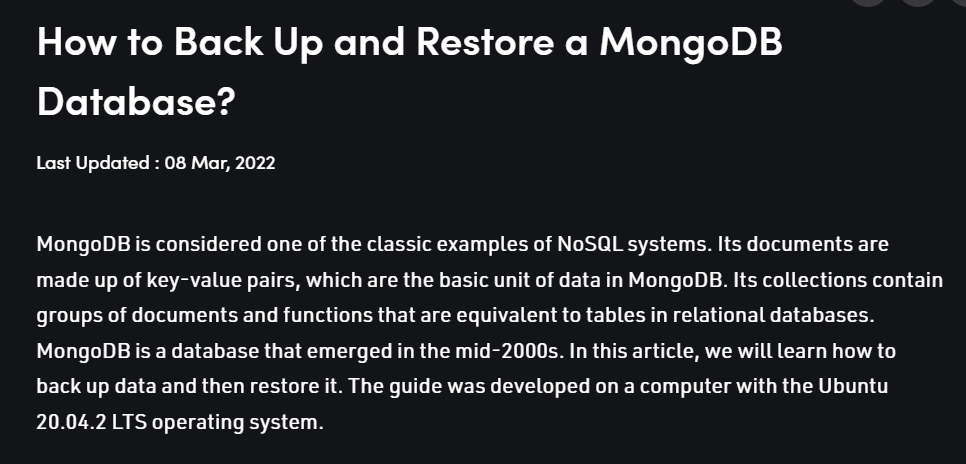 How to Back Up and Restore a MongoDB
Database?
Last Updated : 08 Mar, 2022
MongoDB is considered one of the classic examples of NoSQL systems. Its documents are
made up of key-value pairs, which are the basic unit of data in MongoDB. Its collections contain
groups of documents and functions that are equivalent to tables in relational databases.
MongoDB is a database that emerged in the mid-2000s. In this article, we will learn how to
back up data and then restore it. The guide was developed on a computer with the Ubuntu
20.04.2 LTS operating system.